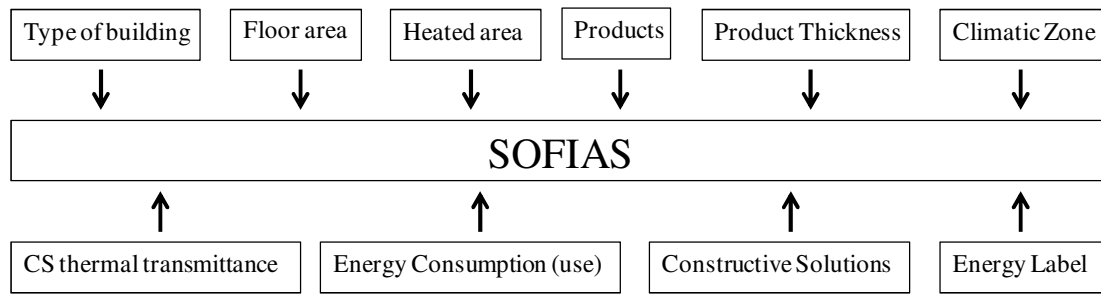 Type of building
Floor area
Heated area
Products
Product Thickness
Climatic Zone
SOFIAS
CS thermal transmittance
Energy Consumption (use)
Constructive Solutions
Energy Label